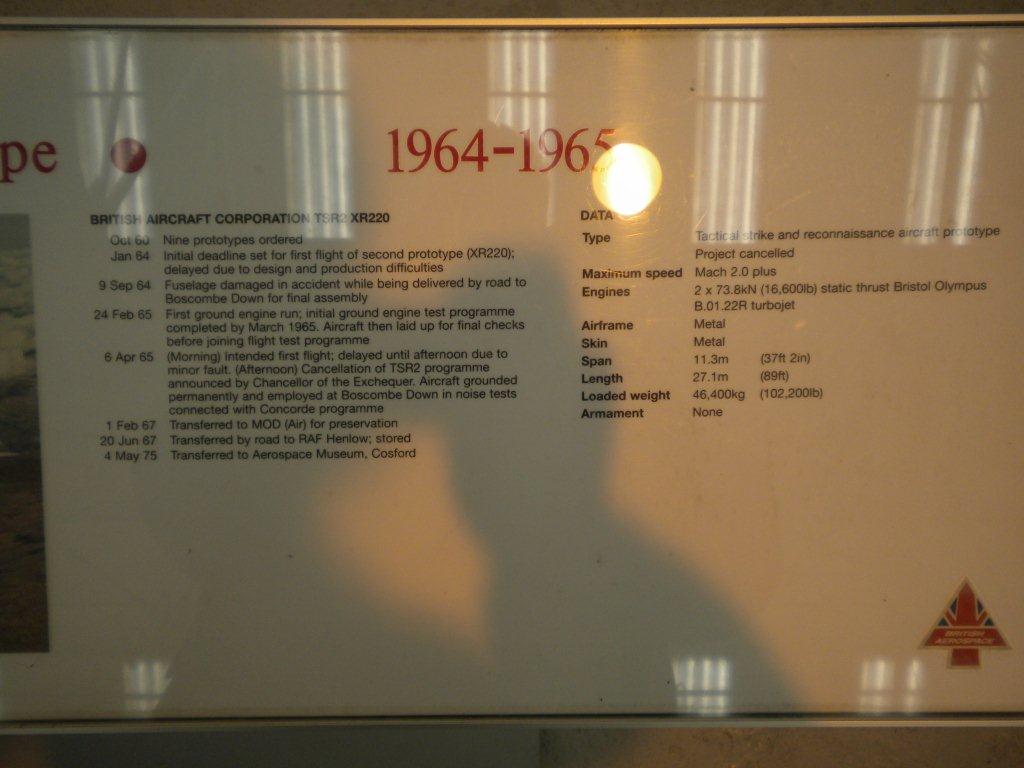 pe
1964-1965
BRITISH AIRCRAFT CORPORATION TSR2 XR220
Oct 60 Nine prototypes ordered
Jan 64 Initial deadline set for first flight of second prototype (XR220);
delayed due to design and production difficulties
9 Sep 64 Fuselage damaged in accident while being delivered by road to
Boscombe Down for final assembly
24 Feb 65 First ground engine run; initial ground engine test programme
completed by March 1965. Aircraft then laid up for final checks
before joining flight test programme
6 Apr 65 (Morning) Intended first flight; delayed until afternoon due to
minor fault. (Afternoon) Cancellation of TSR2 programme
announced by Chancellor of the Exchequer. Aircraft grounded
permanently and employed at Boscombe Down in noise tests
connected with Concorde programme
1 Feb 67 Transferred to MOD (Air) for preservation
20 Jun 67 Transferred by road to RAF Henlow; stored
4 May 75 Transferred to Aerospace Museum, Cosford
DATA
Type Tactical strike and reconnaissance aircraft prototype
Project cancelled
Maximum speed Mach 2.0 plus
Engines 2 x 73.8kN (16,600lb) static thrust Bristol Olympus
B.01.22R turbojet
Airframe Metal
Skin Metal
Span 11.3m (37ft 2in)
Length 27.1m (89ft)
Loaded weight 46,400kg (102,200lb)
Armament None
BRITISH
AEROSPACE